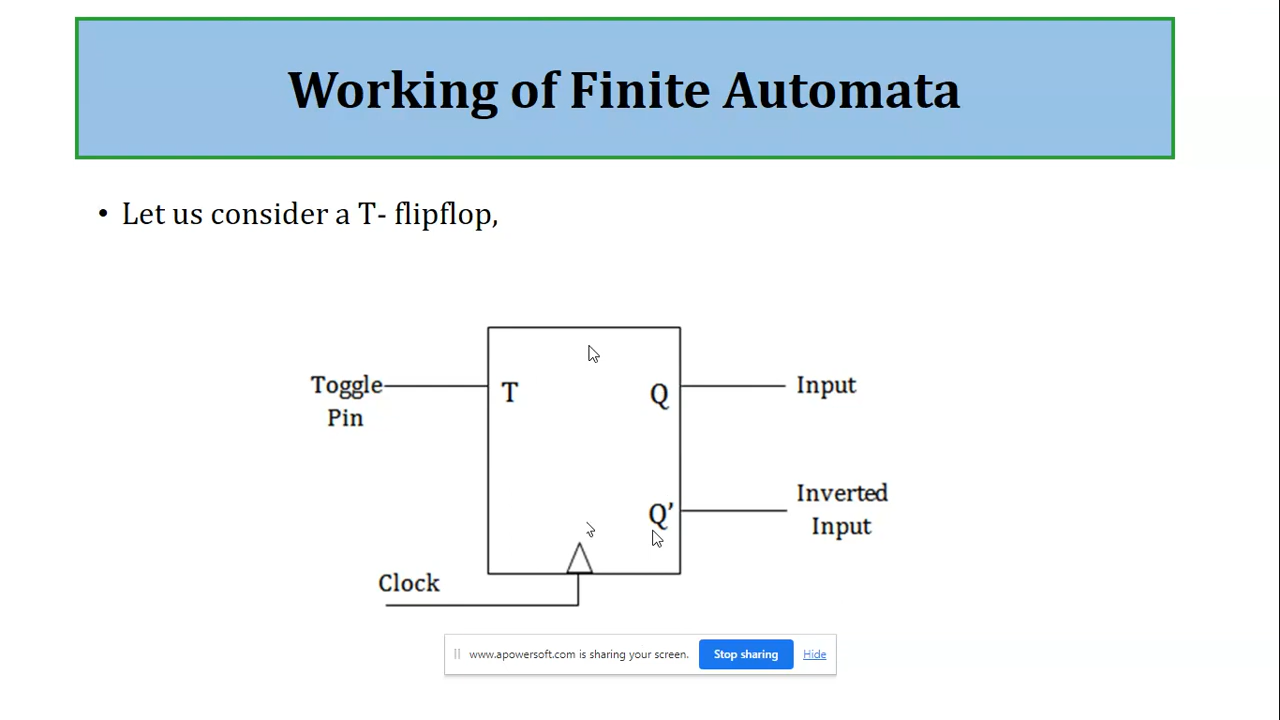 Working of Finite Automata
• Let us consider a T- flipflop,
Toggle
Pin
T
Q
Input
Q’
Inverted
Input
Clock
www.apowersoft.com is sharing your screen.
Stop sharing
Hide